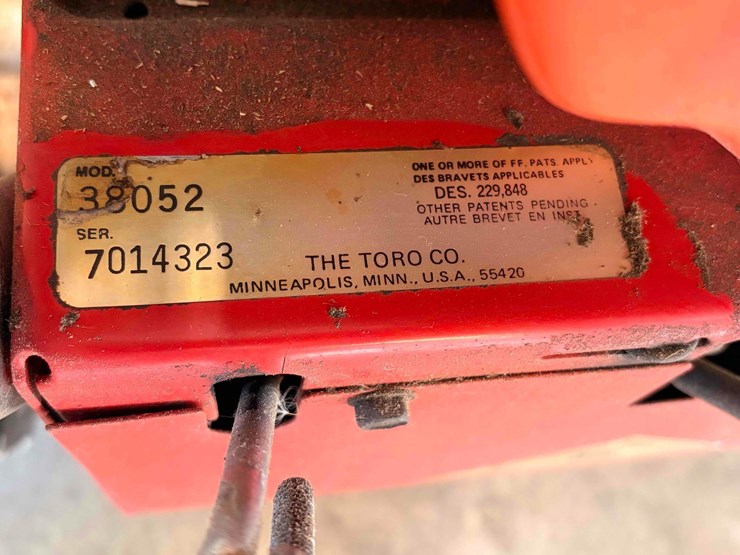 MOD.
38052
SER.
7014323
ONE OR MORE OF FF. PATS. APPLY
DES BRAVETS APPLICABLES
DES. 229,848
OTHER PATENTS PENDING
AUTRE BREVET EN INST
THE TORO CO.
MINNEAPOLIS, MINN., U.S.A., 55420